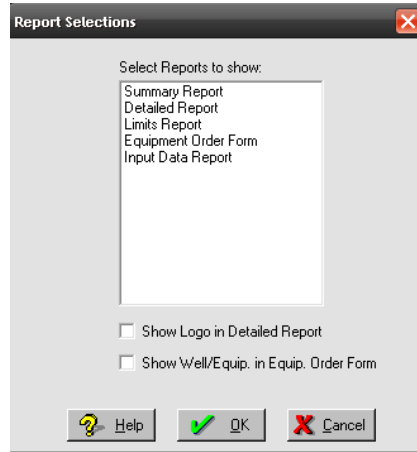 Report Selections
Select Reports to show:
Summary Report
Detailed Report
Limits Report
Equipment Order Form
Input Data Report
Show Logo in Detailed Report
Show Well/Equip. in Equip. Order Form
Help OK Cancel